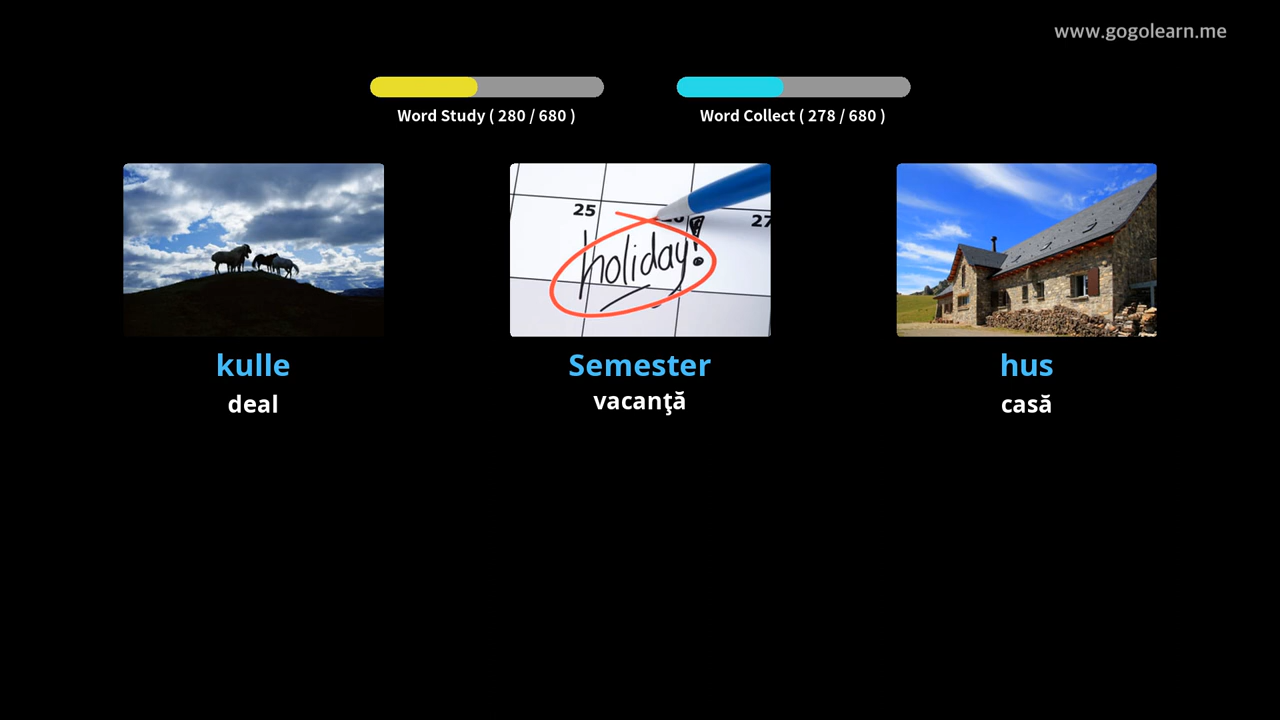 www.gogolearn.me
Word Study ( 280 / 680 )
Word Collect ( 278 / 680 )
25
27
holiday!
kulle
Semester
hus
deal
vacanţă
casă